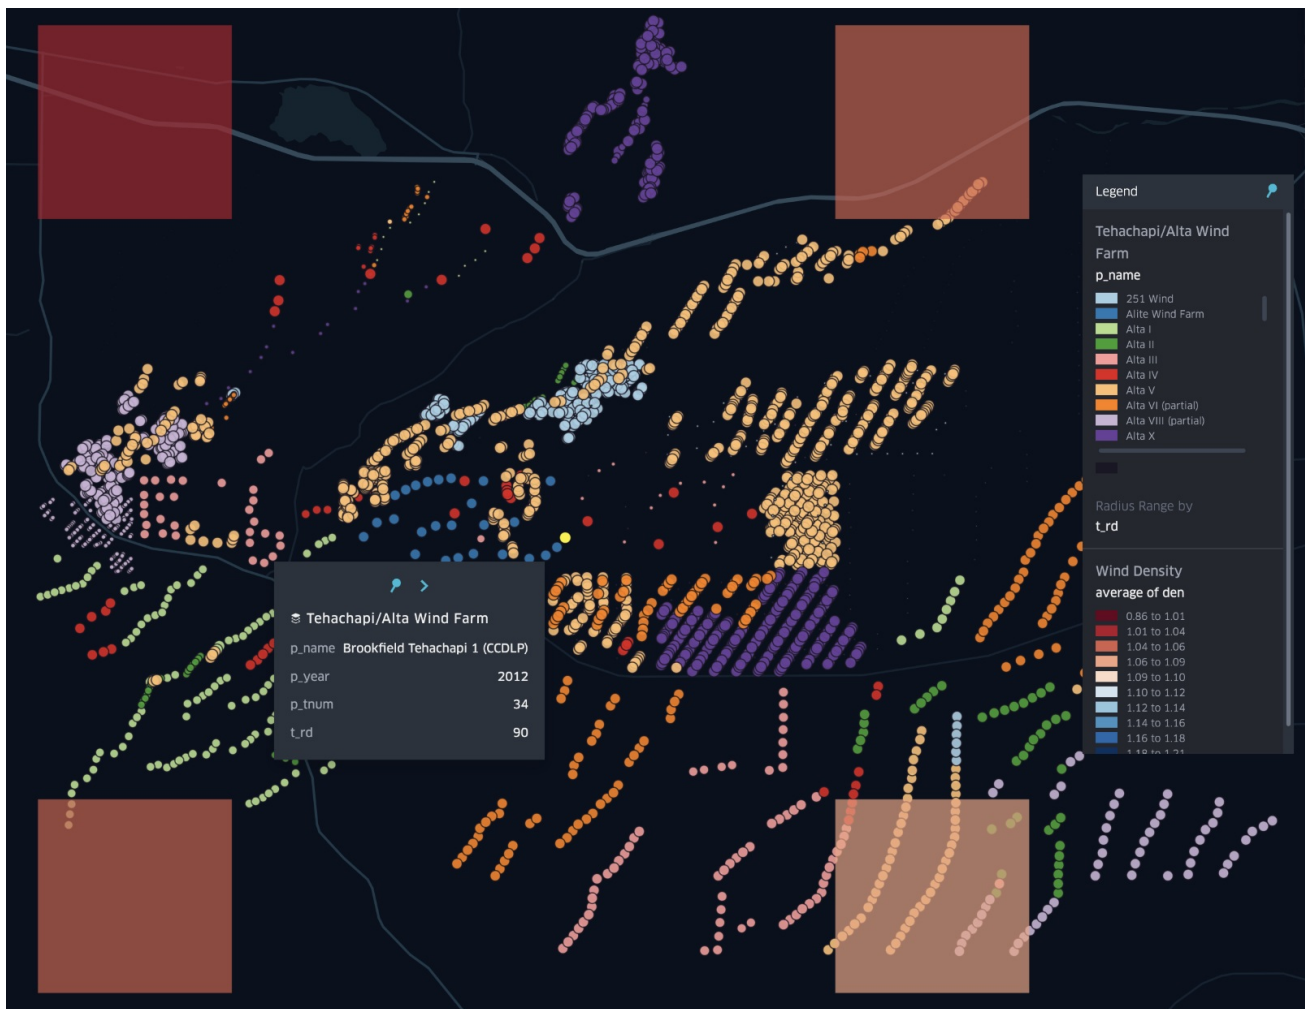 Legend
Tehachapi/Alta Wind
Farm
p_name
251 Wind
Alite Wind Farm
Alta I
Alta II
Alta III
Alta IV
Alta V
Alta VI (partial)
Alta VIII (partial)
Alta X
Radius Range by
t_rd
Wind Density
average of den
0.86 to 1.01
1.01 to 1.04
1.04 to 1.06
1.06 to 1.09
1.09 to 1.10
1.10 to 1.12
1.12 to 1.14
1.14 to 1.16
1.16 to 1.18
1.18 to 1.21
Tehachapi/Alta Wind Farm
p_name Brookfield Tehachapi 1 (CCDLP)
p_year 2012
p_tnum 34
t_rd 90